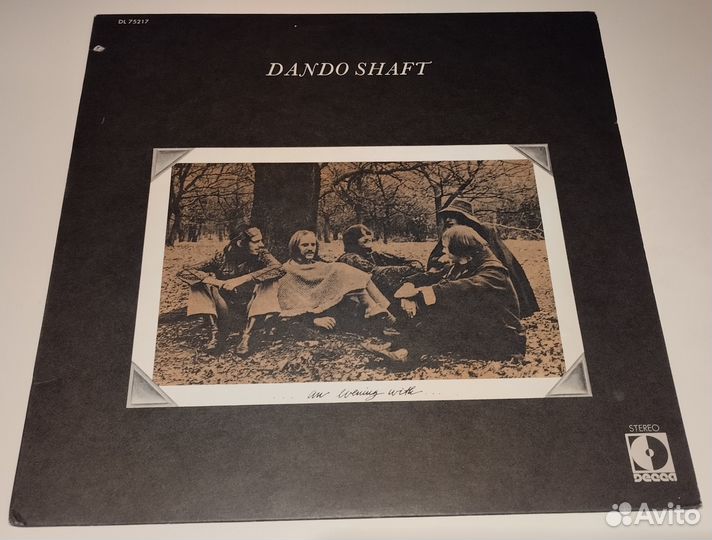 DL 75217
DANDO SHAFT
... an evening with ...
STEREO
DECCA
Avito